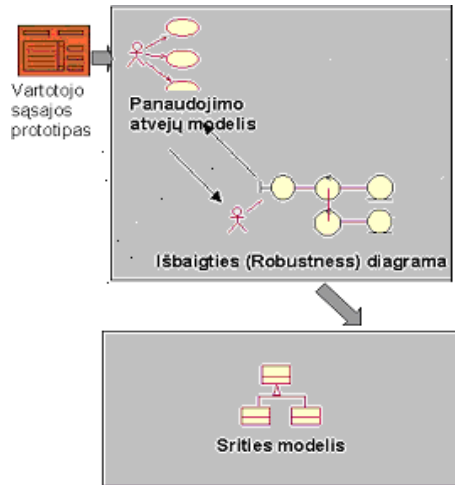 Vartotojo
sąsajos
prototipas
Panaudojimo
atvejų modelis
Išbaigties (Robustness) diagrama
Srities modelis